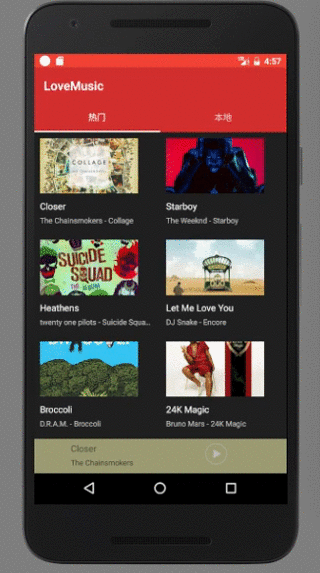 4:57
LoveMusic
热门
本地
COLLAGE
Closer
The Chainsmokers - Collage
Starboy
The Weeknd - Starboy
SUICIDE
SQUAD
Heathens
twenty one pilots - Suicide Squa...
Let Me Love You
DJ Snake - Encore
Broccoli
D.R.A.M. - Broccoli
24K Magic
Bruno Mars - 24K Magic
Closer
The Chainsmokers